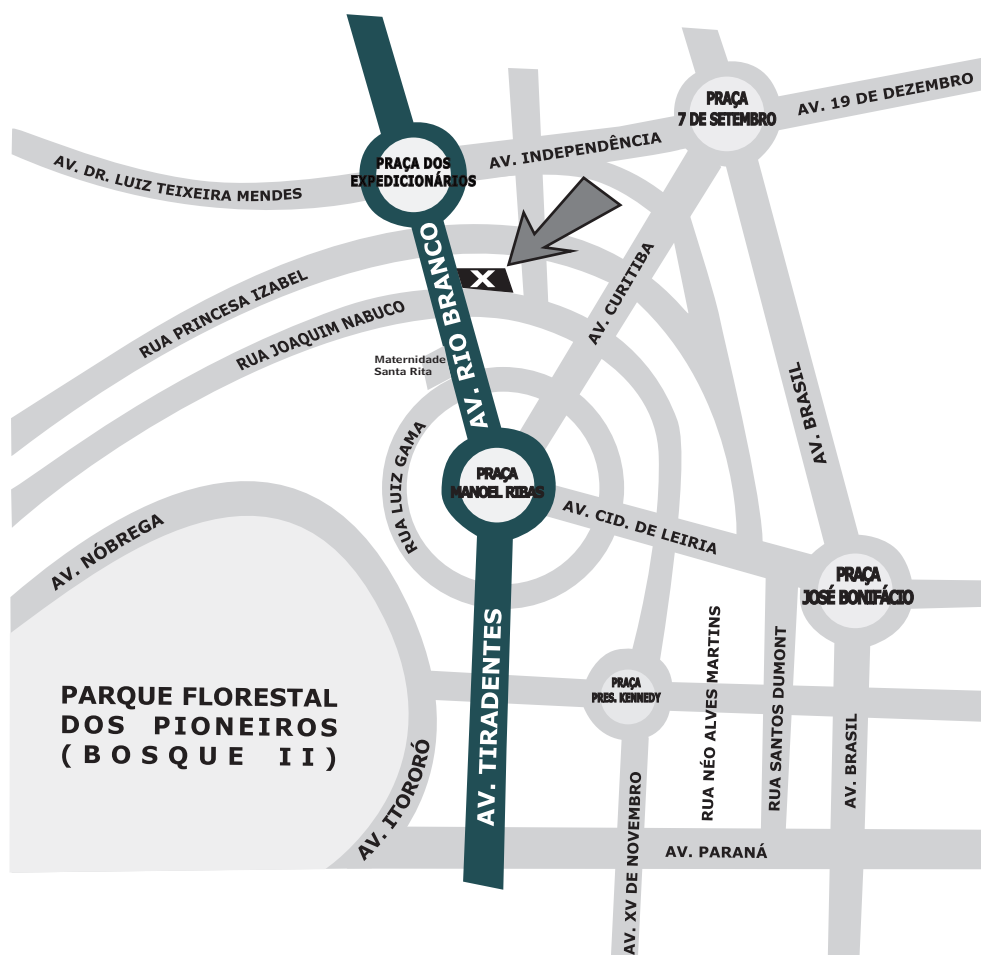 PRAÇA
7 DE SETEMBRO
AV. 19 DE DEZEMBRO
AV. INDEPENDÊNCIA
PRAÇA DOS
EXPEDICIONÁRIOS
AV. DR. LUIZ TEIXEIRA MENDES
AV. RIO BRANCO
X
AV. CURITIBA
RUA PRINCESA IZABEL
RUA JOAQUIM NABUCO
Maternidade
Santa Rita
AV. BRASIL
RUA LUIZ GAMA
PRAÇA
MANOEL RIBAS
AV. CID. DE LEIRIA
AV. NÓBREGA
PRAÇA
JOSÉ BONIFÁCIO
PARQUE FLORESTAL
DOS PIONEIROS
(BOSQUE II)
AV. TIRADENTES
PRAÇA
PRES. KENNEDY
RUA NÉO ALVES MARTINS
RUA SANTOS DUMONT
AV. BRASIL
AV. ITORORÓ
AV. XV DE NOVEMBRO
AV. PARANÁ